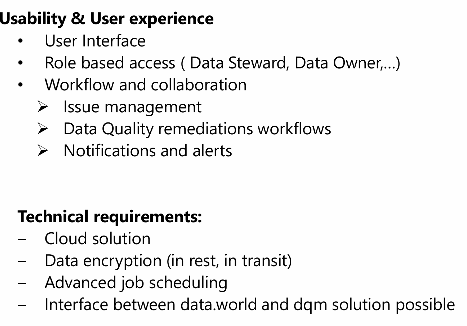 Usability & User experience
• User Interface
• Role based access ( Data Steward, Data Owner,...)
• Workflow and collaboration
➢ Issue management
➢ Data Quality remediations workflows
➢ Notifications and alerts
Technical requirements:
– Cloud solution
– Data encryption (in rest, in transit)
– Advanced job scheduling
– Interface between data.world and dqm solution possible